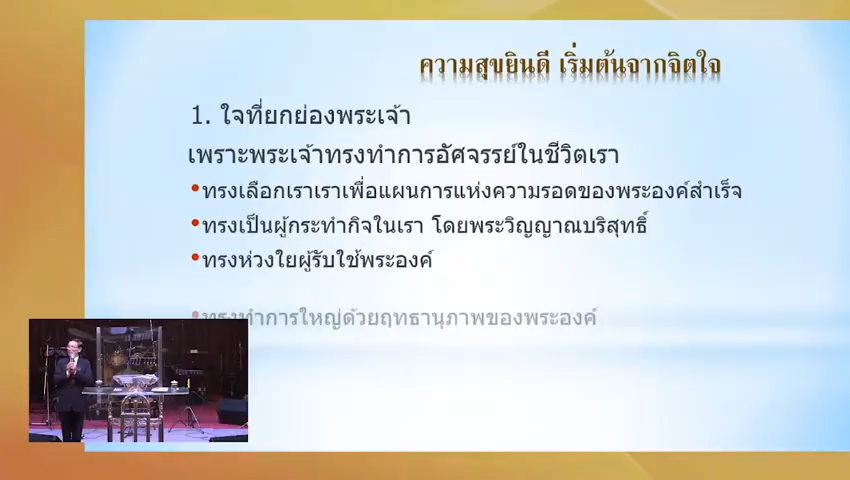 ความสุขยินดี เริ่มต้นจากจิตใจ
1. ใจที่ยกย่องพระเจ้า
เพราะพระเจ้าทรงทำการอัศจรรย์ในชีวิตเรา
•ทรงเลือกเราเราเพื่อแผนการแห่งความรอดของพระองค์สำเร็จ
•ทรงเป็นผู้กระทำกิจในเรา โดยพระวิญญาณบริสุทธิ์
•ทรงห่วงใยผู้รับใช้พระองค์
•ทรงทำการใหญ่ด้วยฤทธานุภาพของพระองค์